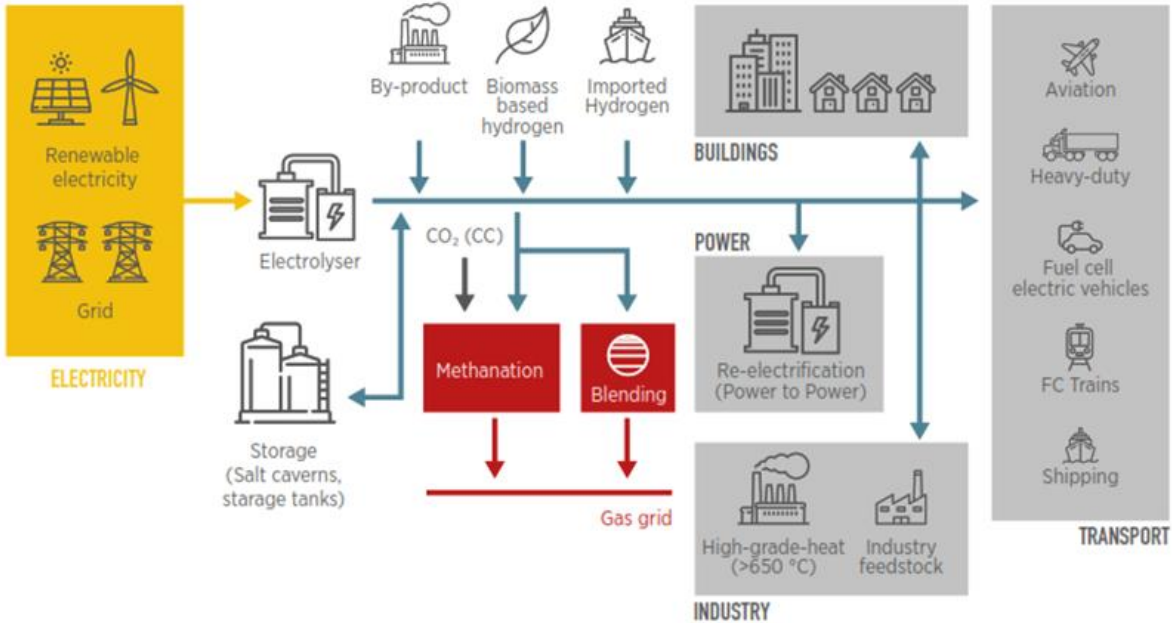 Renewable
electricity
Grid
ELECTRICITY
Electrolyser
Storage
(Salt caverns,
starage tanks)
By-product
Biomass
based
hydrogen
Imported
Hydrogen
CO₂ (CC)
Methanation
Blending
Gas grid
BUILDINGS
POWER
Re-electrification
(Power to Power)
High-grade-heat
(>650 °C)
Industry
feedstock
INDUSTRY
Aviation
Heavy-duty
Fuel cell
electric vehicles
FC Trains
Shipping
TRANSPORT